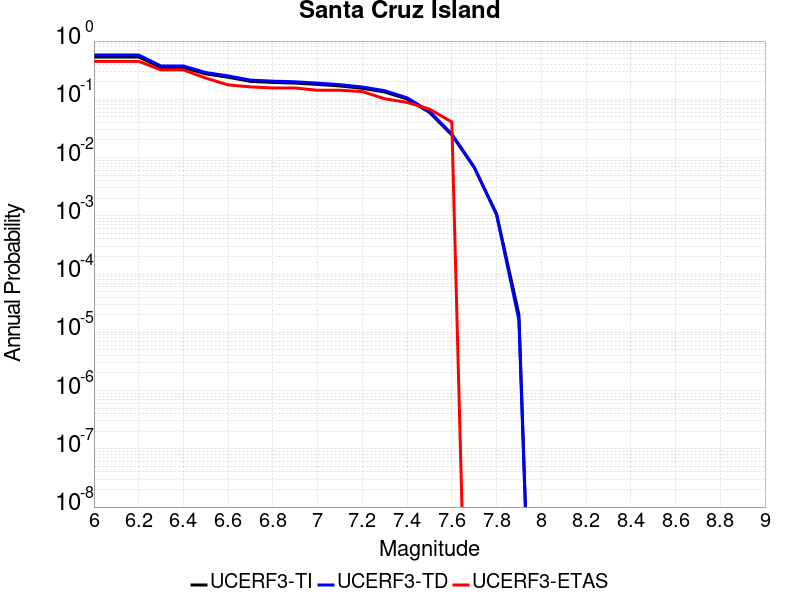 Santa Cruz Island
10^0
10^-1
10^-2
10^-3
10^-4
10^-5
10^-6
10^-7
10^-8
Annual Probability
6 6.2 6.4 6.6 6.8 7 7.2 7.4 7.6 7.8 8 8.2 8.4 8.6 8.8 9
Magnitude
UCERF3-TI UCERF3-TD UCERF3-ETAS